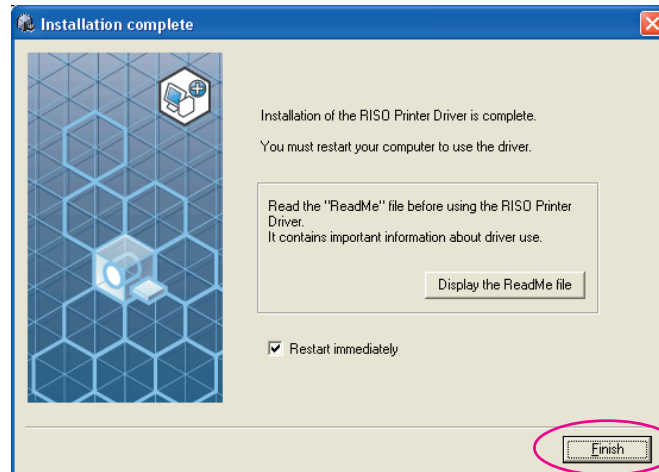 Installation complete
Installation of the RISO Printer Driver is complete.
You must restart your computer to use the driver.
Read the "ReadMe" file before using the RISO Printer
Driver.
It contains important information about driver use.
Display the ReadMe file
Restart immediately
Finish